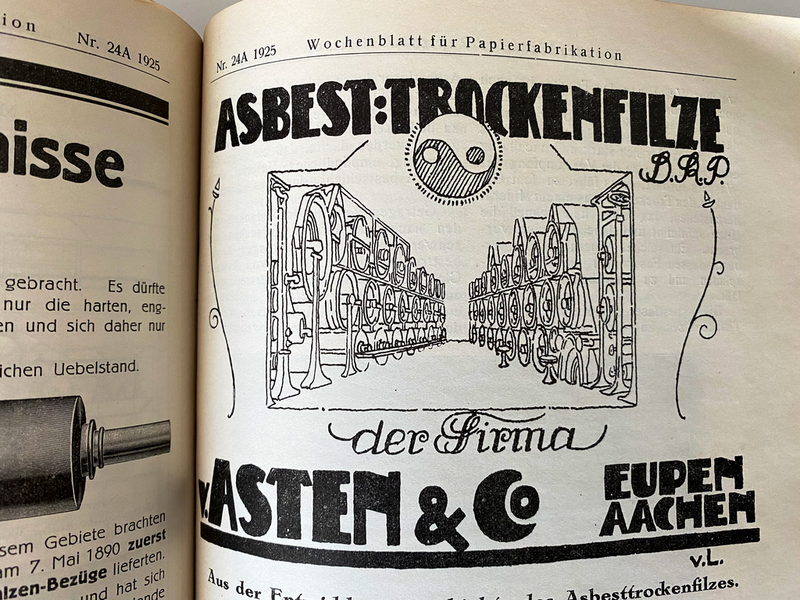 ion
Nr. 24A 1925
nisse
gebracht. Es dürfte
nur die harten, eng-
en und sich daher nur
ichen Uebelstand.
sem Gebiete brachten
am 7. Mai 1890 zuerst
alzen-Bezüge lieferten.
und hat sich
Nr. 24A 1925 Wochenblatt für Papierfabrikation
ASBEST:TROCKENFILZE
D.R.P.
der Firma
v. ASTEN & Co
EUPEN
AACHEN
v.L.
Aus der des Asbesttrockenfilzes.